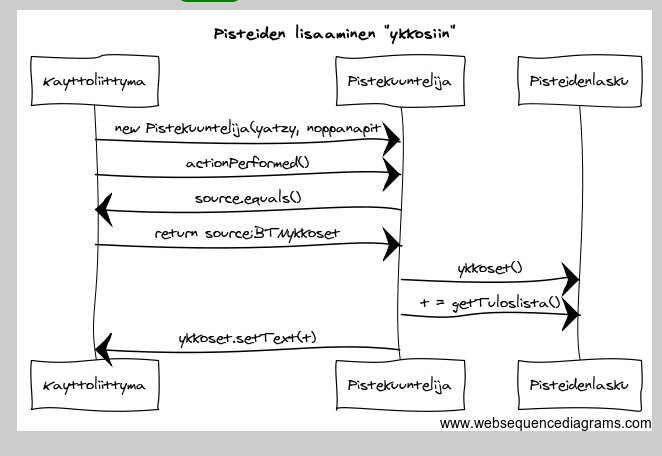 Pisteiden lisaaminen "ykkosiin"
Kayttoliittyma Pistekuuntelija Pisteidenlasku
new Pistekuuntelija(yatzy, noppanapit
actionPerformed()
source.equals()
return source:BTNykkoset
ykkoset()
t = getTuloslista()
ykkoset.setText(t)
Kayttoliittyma Pistekuuntelija Pisteidenlasku
www.websequencediagrams.com